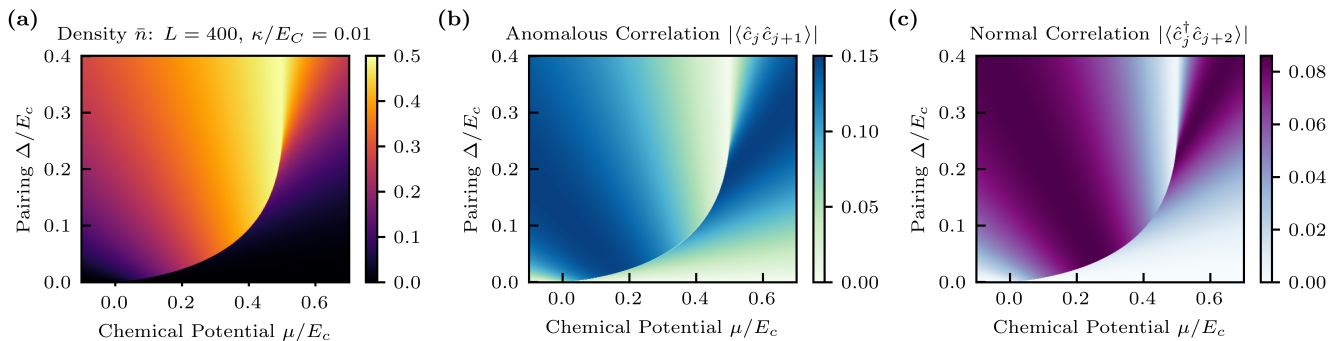 (a)
Density n̄: L = 400, κ/E_C = 0.01
Pairing Δ/E_c
0.4
0.3
0.2
0.1
0.0
0.0 0.2 0.4 0.6
Chemical Potential μ/E_c
0.5
0.4
0.3
0.2
0.1
0.0
(b)
Anomalous Correlation |⟨ĉ_j ĉ_{j+1}⟩|
Pairing Δ/E_c
0.4
0.3
0.2
0.1
0.0
0.0 0.2 0.4 0.6
Chemical Potential μ/E_c
0.15
0.10
0.05
0.00
(c)
Normal Correlation |⟨ĉ_j^† ĉ_{j+2}⟩|
Pairing Δ/E_c
0.4
0.3
0.2
0.1
0.0
0.0 0.2 0.4 0.6
Chemical Potential μ/E_c
0.08
0.06
0.04
0.02
0.00